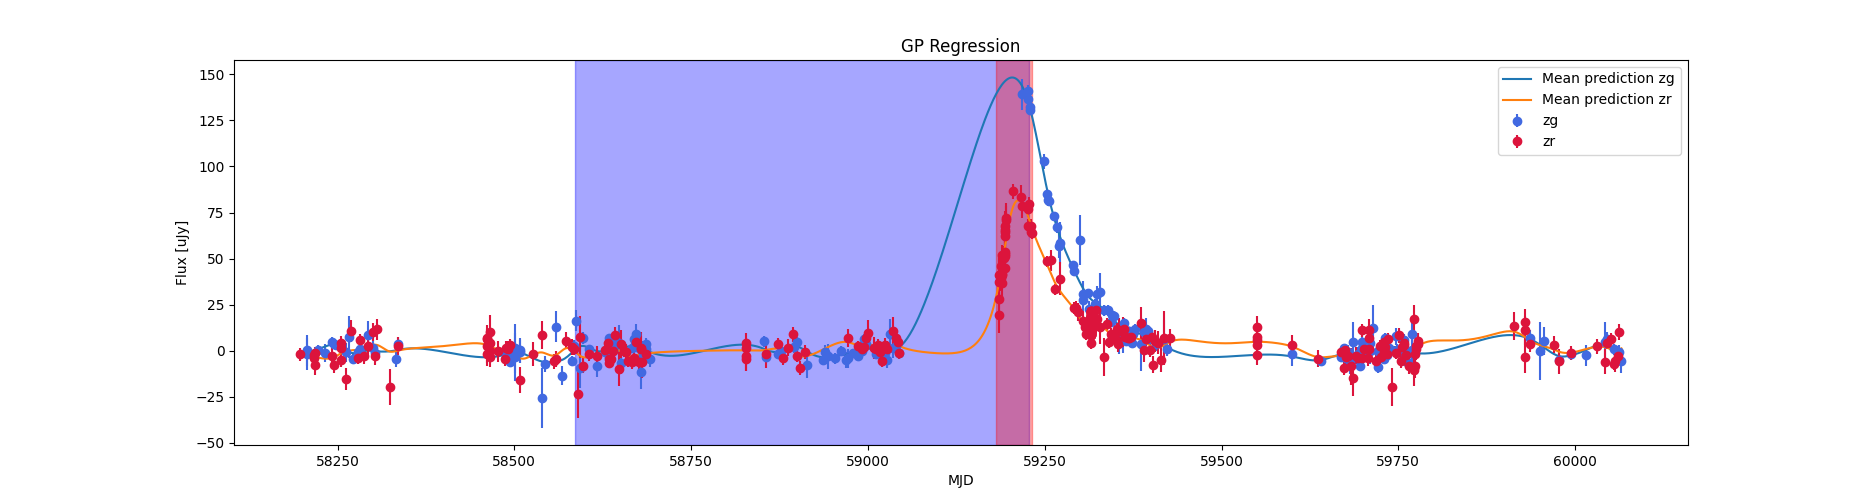 GP Regression
Flux [uJy]
150
125
100
75
50
25
0
−25
−50
Mean prediction zg
Mean prediction zr
zg
zr
58250 58500 58750 59000 59250 59500 59750 60000
MJD